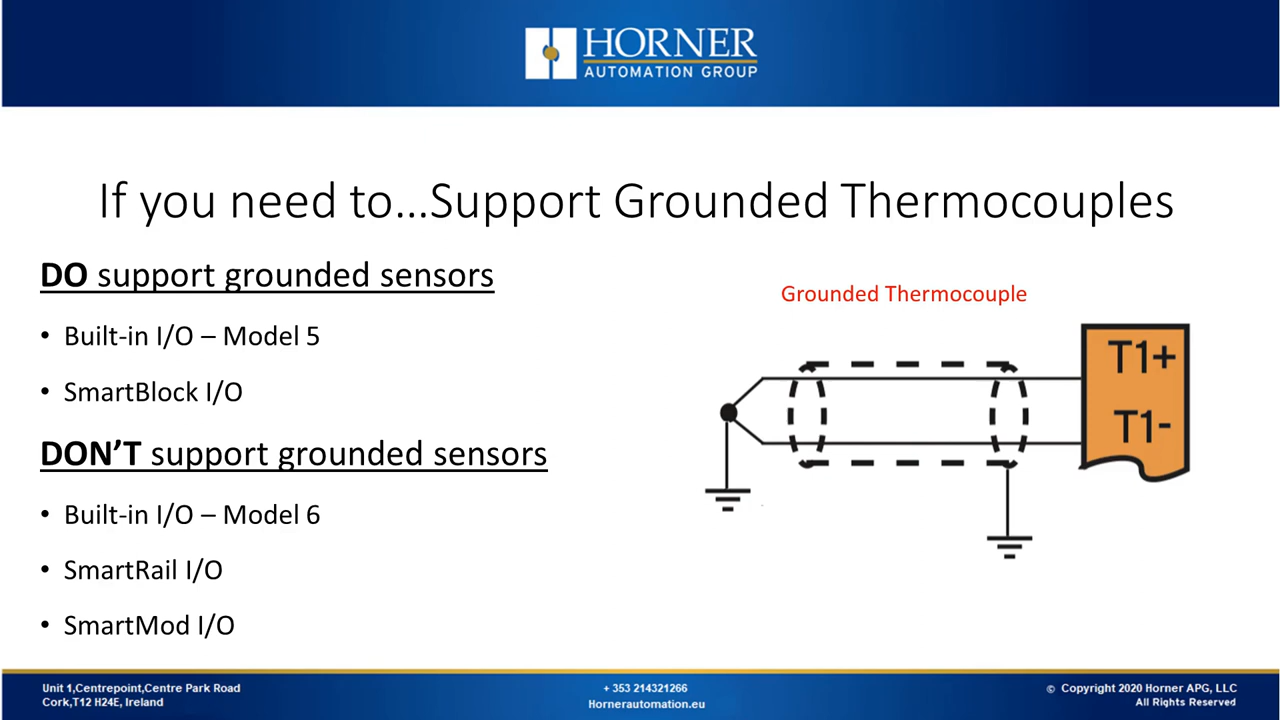 HORNER
AUTOMATION GROUP
If you need to…Support Grounded Thermocouples
DO support grounded sensors
• Built-in I/O – Model 5
• SmartBlock I/O
DON’T support grounded sensors
• Built-in I/O – Model 6
• SmartRail I/O
• SmartMod I/O
Grounded Thermocouple
T1+
T1-
Unit 1,Centrepoint,Centre Park Road
Cork,T12 H24E, Ireland
+ 353 214321266
Hornerautomation.eu
© Copyright 2020 Horner APG, LLC
All Rights Reserved